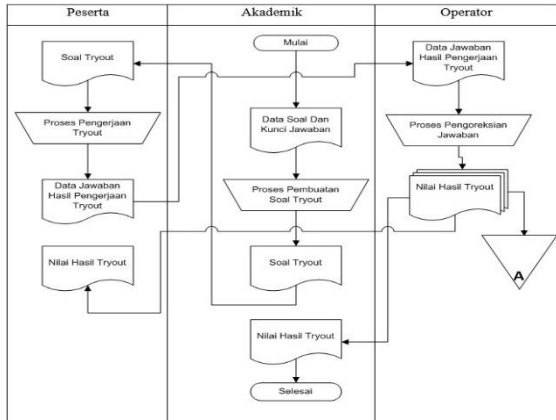 Peserta
Akademik
Operator
Soal Tryout
Proses Pengerjaan
Tryout
Data Jawaban
Hasil Pengerjaan
Tryout
Nilai Hasil Tryout
Mulai
Data Soal Dan
Kunci Jawaban
Proses Pembuatan
Soal Tryout
Soal Tryout
Nilai Hasil Tryout
Selesai
Data Jawaban
Hasil Pengerjaan
Tryout
Proses Pengoreksian
Jawaban
Nilai Hasil Tryout
A